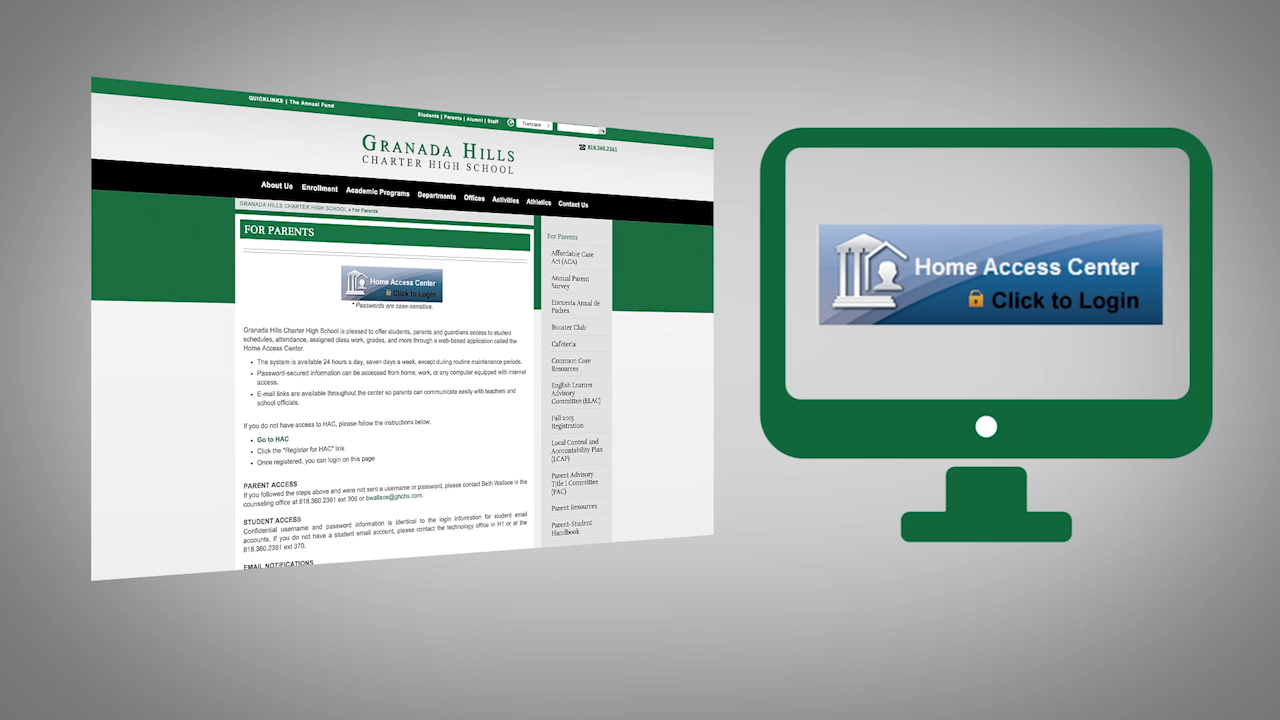 QUICKLINKS | The Annual Fund
Students | Parents | Alumni | Staff
Translate
GRANADA HILLS
CHARTER HIGH SCHOOL
818.360.2361
About Us Enrollment Academic Programs Departments Offices Activities Athletics Contact Us
GRANADA HILLS CHARTER HIGH SCHOOL » For Parents
FOR PARENTS
Home Access Center
Click to Login
* Passwords are case-sensitive.
Granada Hills Charter High School is pleased to offer students, parents and guardians access to student
schedules, attendance, assigned class work, grades, and more through a web-based application called the
Home Access Center.
• The system is available 24 hours a day, seven days a week, except during routine maintenance periods.
• Password-secured information can be accessed from home, work, or any computer equipped with internet
access.
• E-mail links are available throughout the center so parents can communicate easily with teachers and
school officials.
If you do not have access to HAC, please follow the instructions below.
• Go to HAC
• Click the "Register for HAC" link
• Once registered, you can login on this page
PARENT ACCESS
If you followed the steps above and were not sent a username or password, please contact Beth Wallace in the
counseling office at 818.360.2361 ext 306 or bwallace@ghchs.com.
STUDENT ACCESS
Confidential username and password information is identical to the login information for student email
accounts. If you do not have a student email account, please contact the technology office in H1 or at the
818.360.2361 ext 370.
EMAIL NOTIFICATIONS
For Parents
Affordable Care
Act (ACA)
Annual Parent
Survey
Encuesta Anual de
Padres
Booster Club
Cafeteria
Common Core
Resources
English Learner
Advisory
Committee (ELAC)
Fall 2015
Registration
Local Control and
Accountability Plan
(LCAP)
Parent Advisory
Title I Committee
(PAC)
Parent Resources
Parent-Student
Handbook
Home Access Center
Click to Login